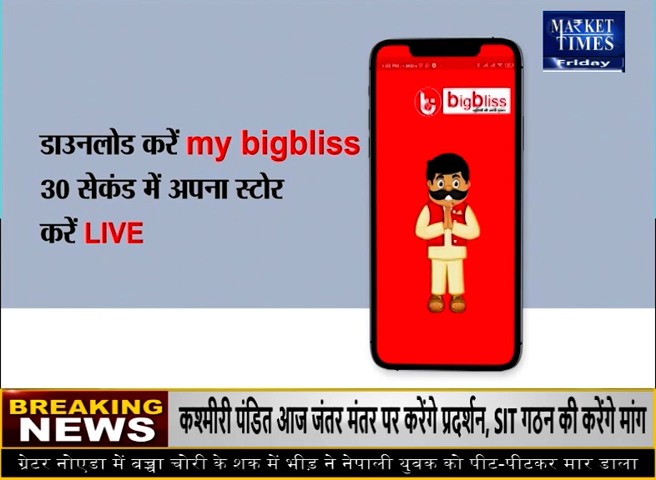 MARKET
TIMES
Friday
bigbliss
डाउनलोड करें my bigbliss
30 सेकंड में अपना स्टोर
करें LIVE
BREAKING
NEWS
कश्मीरी पंडित आज जंतर मंतर पर करेंगे प्रदर्शन, SIT गठन की करेंगे मांग
ग्रेटर नोएडा में बच्चा चोरी के शक में भीड़ ने नेपाली युवक को पीट-पीटकर मार डाला